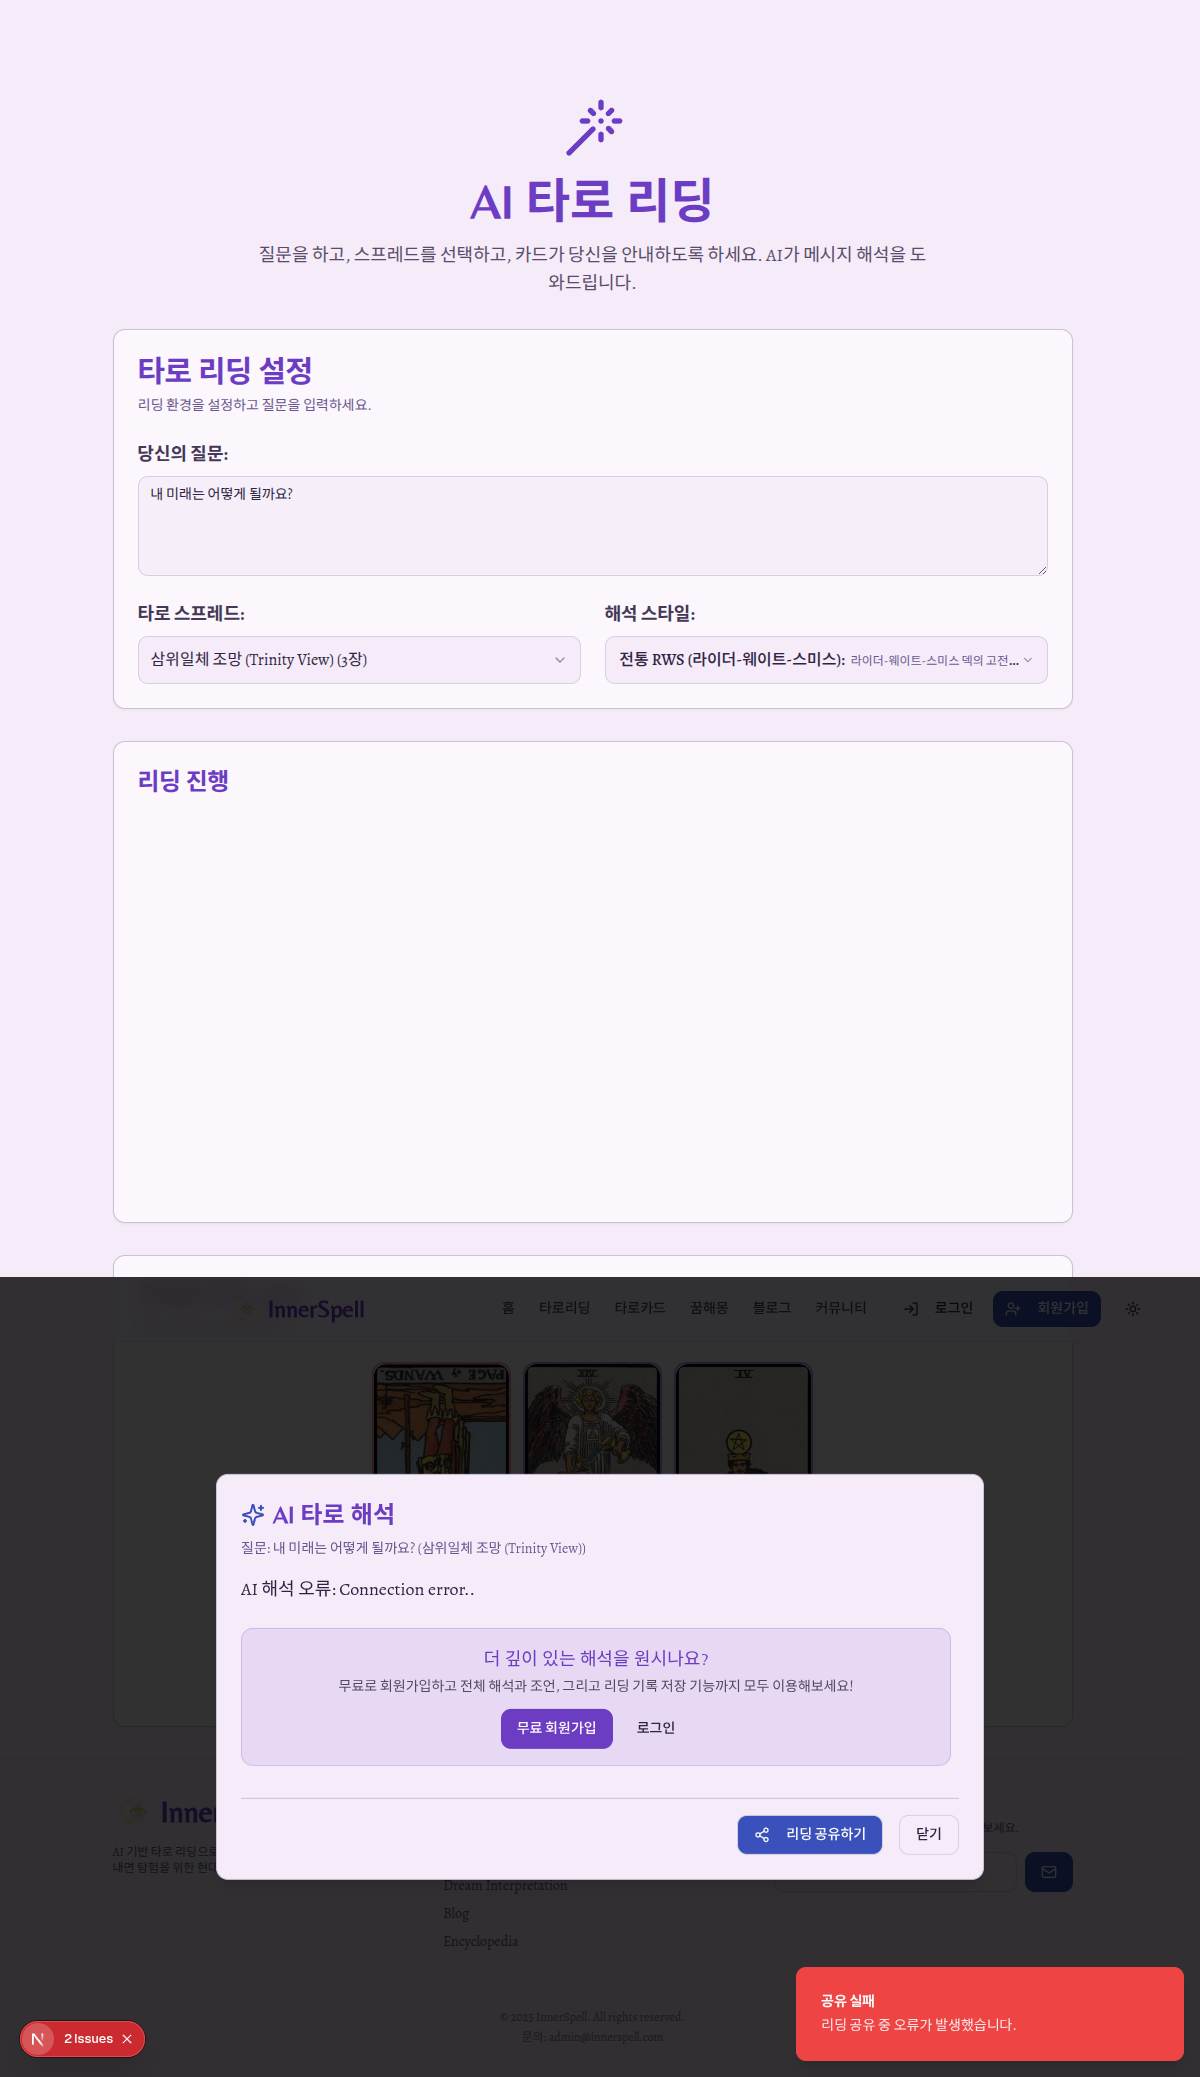 AI 타로 리딩
질문을 하고, 스프레드를 선택하고, 카드가 당신을 안내하도록 하세요. AI가 메시지 해석을 도
와드립니다.
타로 리딩 설정
리딩 환경을 설정하고 질문을 입력하세요.
당신의 질문:
내 미래는 어떻게 될까요?
타로 스프레드:
해석 스타일:
삼위일체 조망 (Trinity View) (3장)
전통 RWS (라이더-웨이트-스미스): 라이더-웨이트-스미스 덱의 고전...
리딩 진행
InnerSpell
홈
타로리딩
타로카드
꿈해몽
블로그
커뮤니티
로그인
회원가입
PAGE of WANDS.
XIV
VI
AI 타로 해석
질문: 내 미래는 어떻게 될까요? (삼위일체 조망 (Trinity View))
AI 해석 오류: Connection error..
더 깊이 있는 해석을 원시나요?
무료로 회원가입하고 전체 해석과 조언, 그리고 리딩 기록 저장 기능까지 모두 이용해보세요!
무료 회원가입
로그인
리딩 공유하기
닫기
Inner
AI 기반 타로 리딩으로
내면 탐험을 위한 현대
보세요.
Dream Interpretation
Blog
Encyclopedia
© 2025 InnerSpell. All rights reserved.
문의: admin@innerspell.com
공유 실패
리딩 공유 중 오류가 발생했습니다.
N
2 Issues